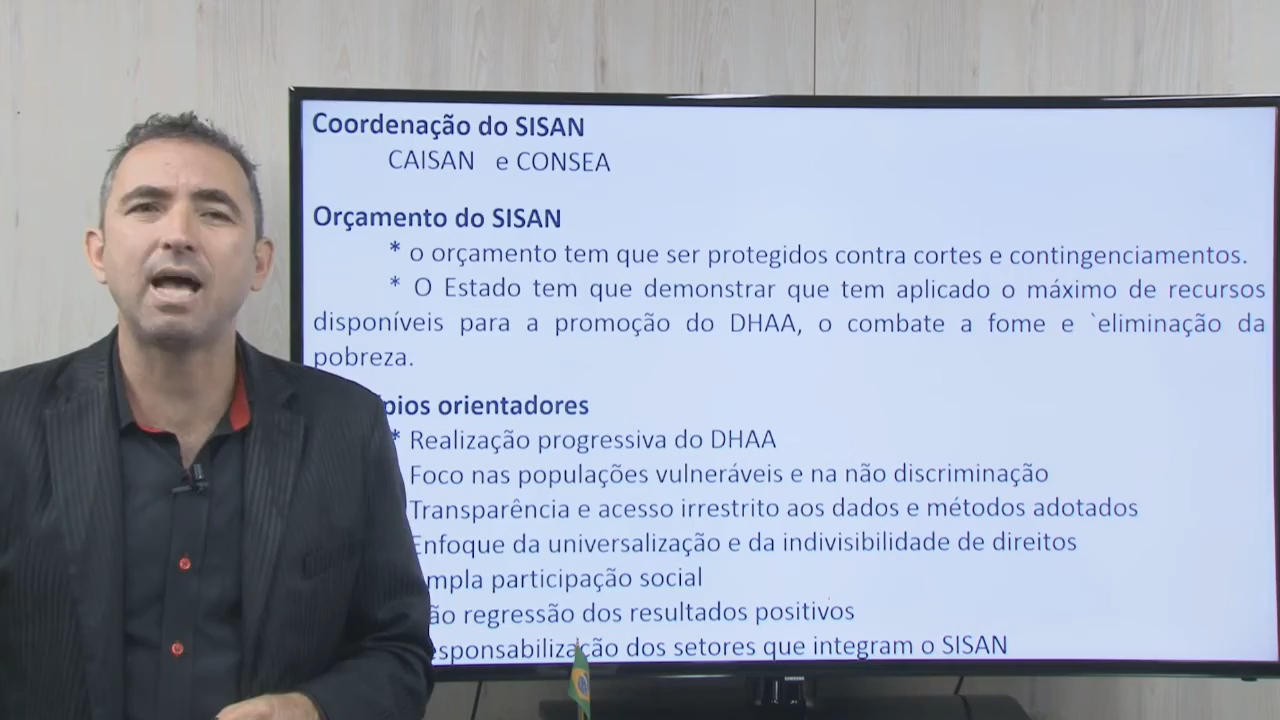 Coordenação do SISAN
CAISAN e CONSEA
Orçamento do SISAN
* o orçamento tem que ser protegidos contra cortes e contingenciamentos.
* O Estado tem que demonstrar que tem aplicado o máximo de recursos
disponíveis para a promoção do DHAA, o combate a fome e `eliminação da
pobreza.
ípios orientadores
* Realização progressiva do DHAA
Foco nas populações vulneráveis e na não discriminação
Transparência e acesso irrestrito aos dados e métodos adotados
Enfoque da universalização e da indivisibilidade de direitos
mpla participação social
ão regressão dos resultados positivos
esponsabilização dos setores que integram o SISAN
SAMSUNG